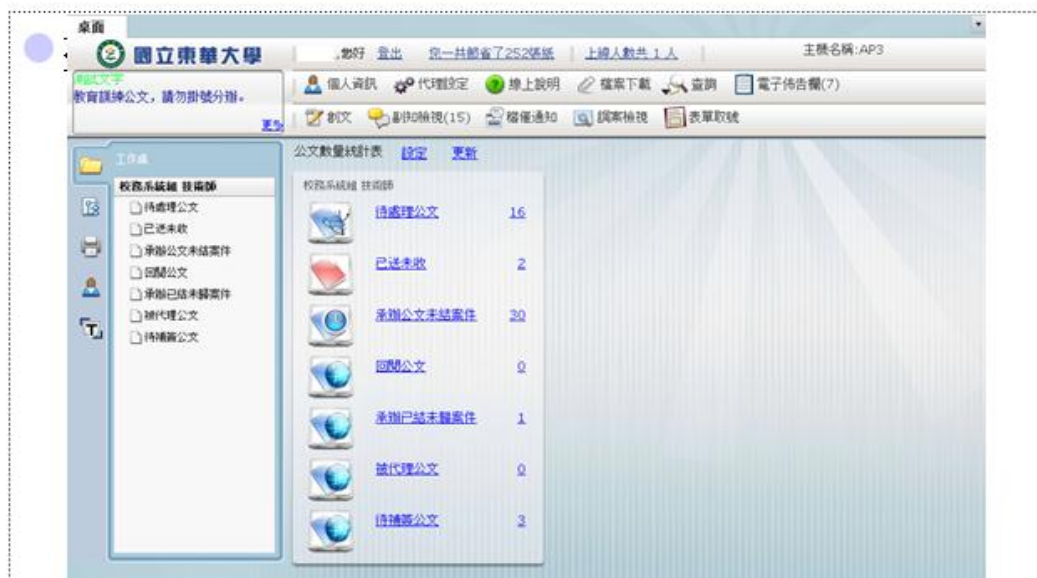 桌面
國立東華大學
,您好 登出 您一共節省了252張紙 上線人數共 1 人 主機名稱:AP3
測試文字
教育訓練公文，請勿掛號分辦。
更多
個人資訊 代理設定 線上說明 檔案下載 查詢 電子佈告欄(7)
創文 副知檢視(15) 稽催通知 調案檢視 表單取號
工作桌
校務系統組 技術師
待處理公文
已送未收
承辦公文未結案件
回閱公文
承辦已結未歸案件
被代理公文
待補簽公文
公文數量統計表 設定 更新
校務系統組 技術師
待處理公文 16
已送未收 2
承辦公文未結案件 30
回閱公文 0
承辦已結未歸案件 1
被代理公文 0
待補簽公文 3